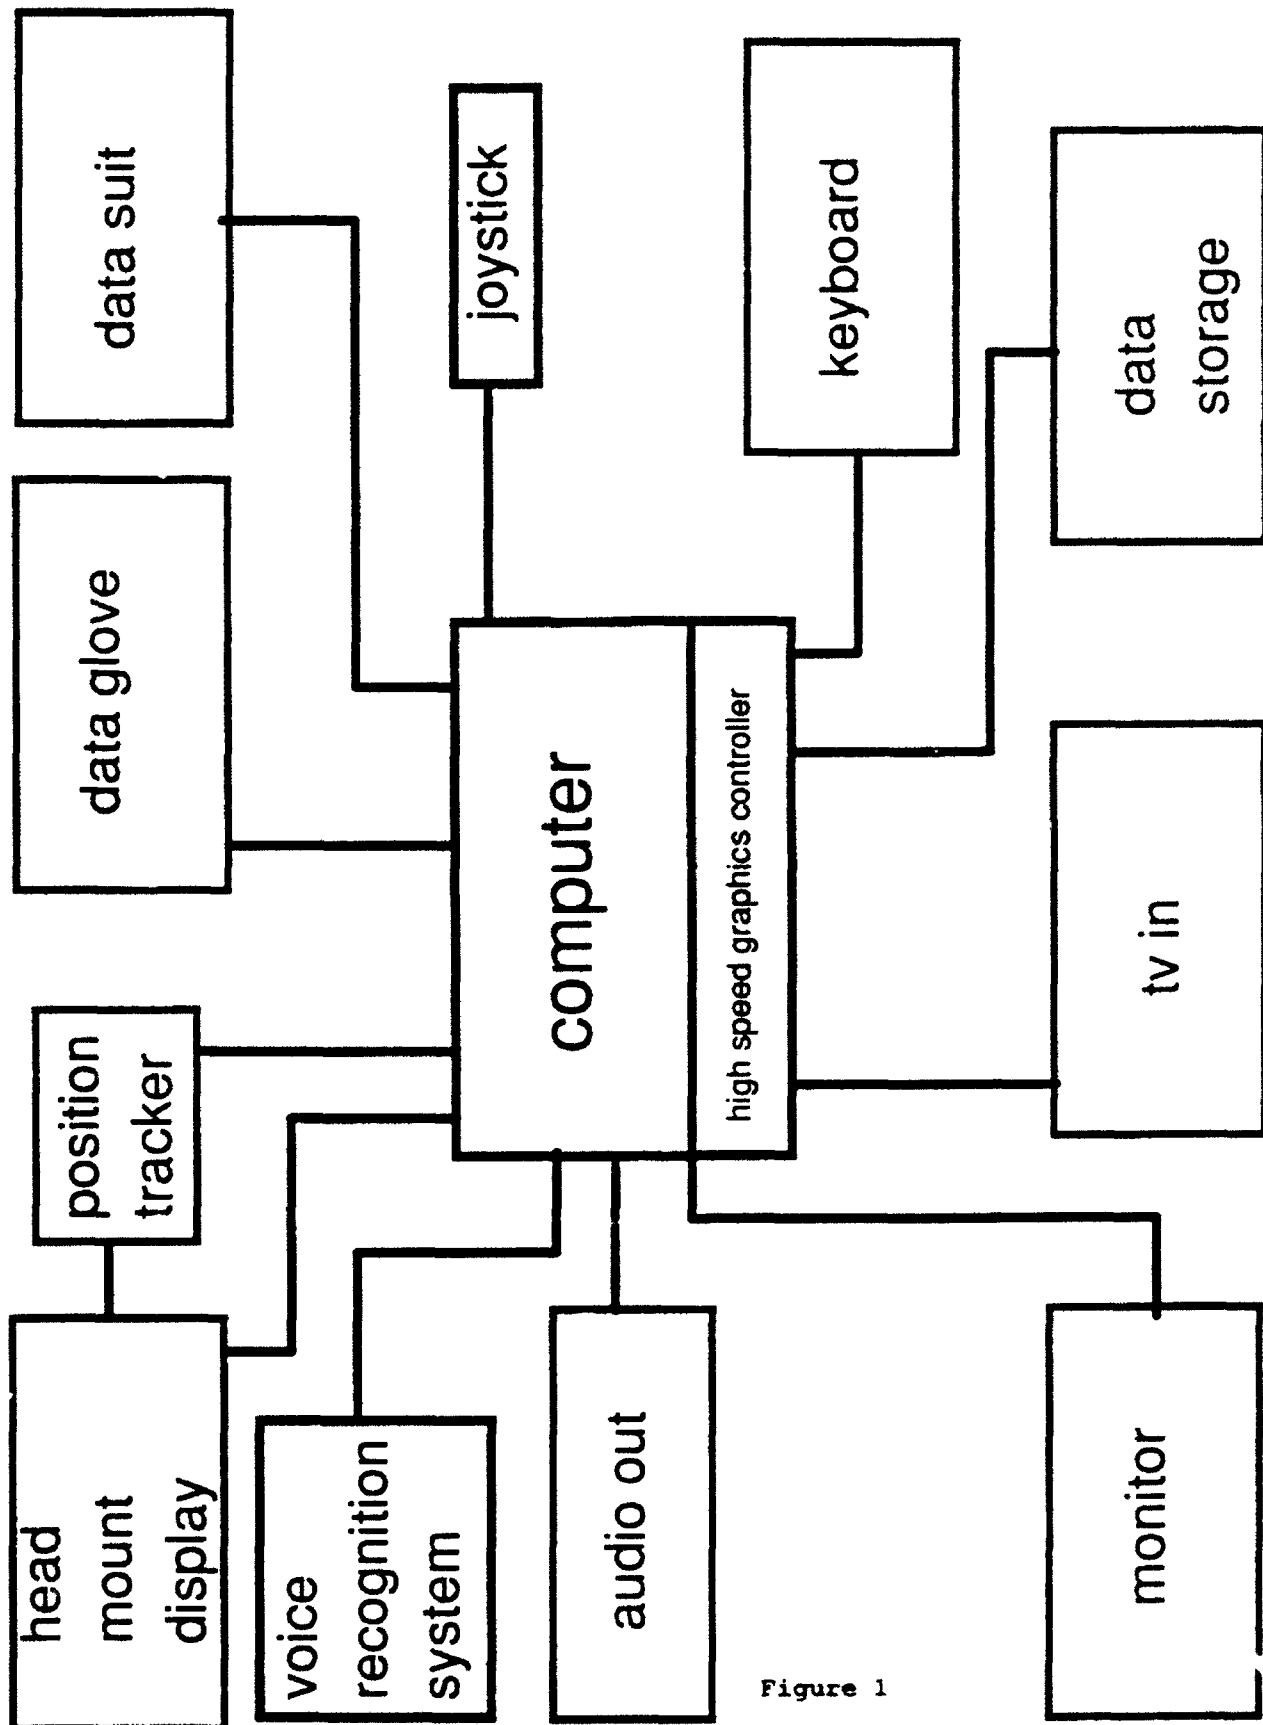 head
mount
display
position
tracker
data glove
data suit
voice
recognition
system
joystick
computer
audio out
high speed graphics controller
keyboard
monitor
tv in
data
storage
Figure 1